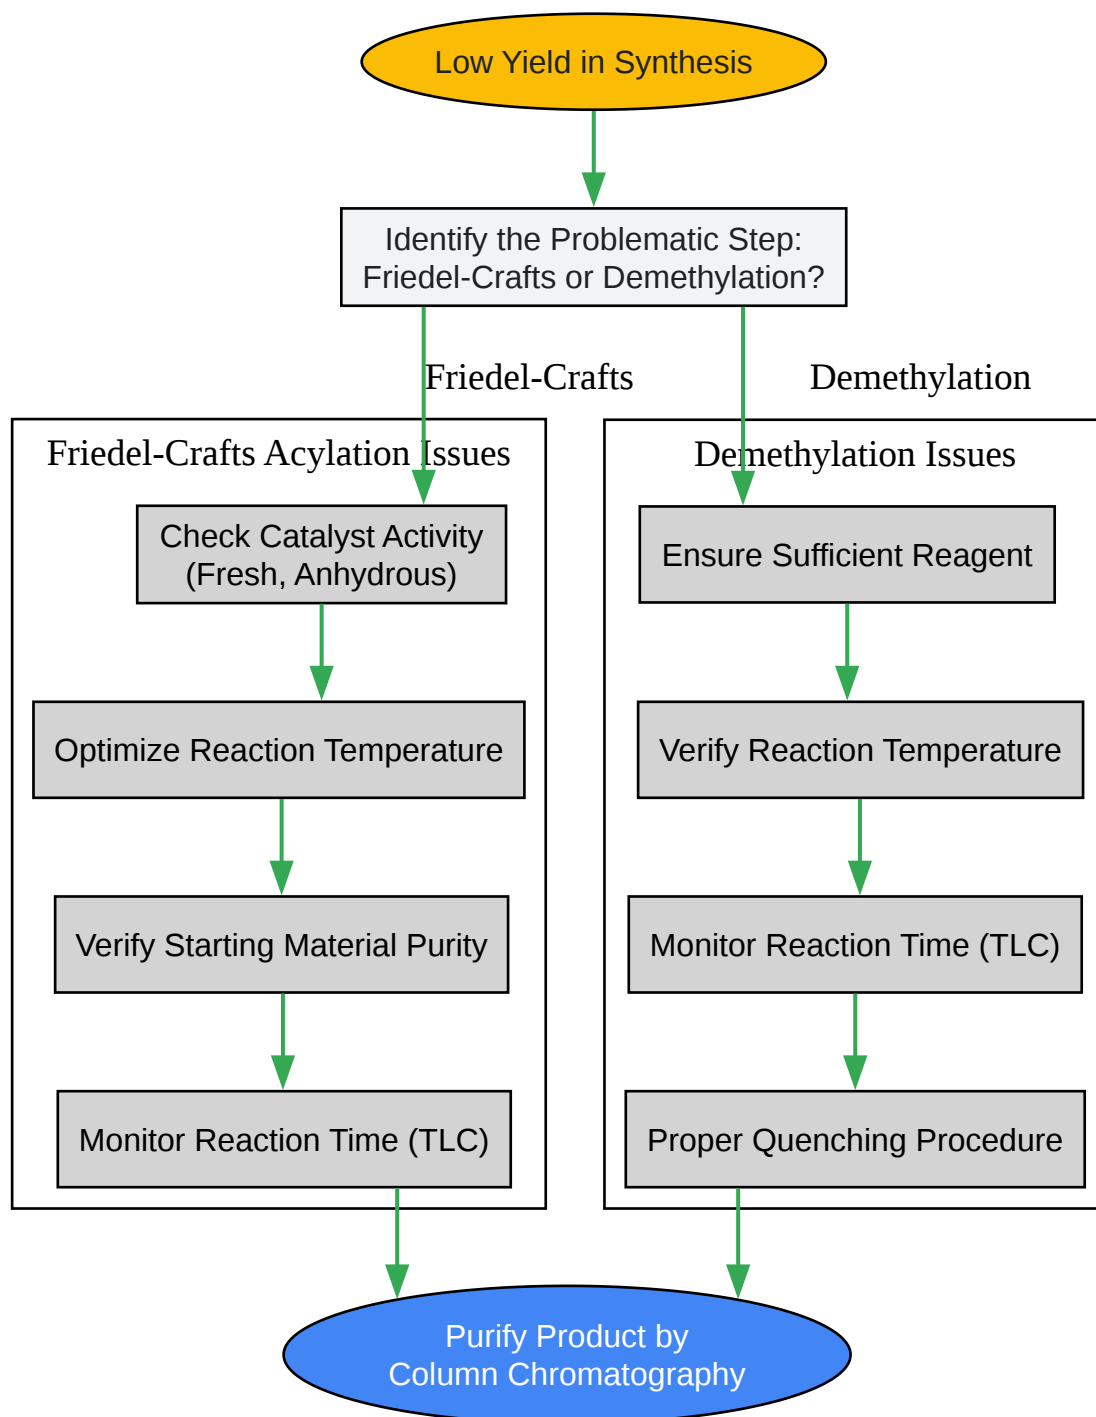 Low Yield in Synthesis
Identify the Problematic Step:
Friedel-Crafts or Demethylation?
Friedel-Crafts
Demethylation
Friedel-Crafts Acylation Issues
Check Catalyst Activity
(Fresh, Anhydrous)
Optimize Reaction Temperature
Verify Starting Material Purity
Monitor Reaction Time (TLC)
Demethylation Issues
Ensure Sufficient Reagent
Verify Reaction Temperature
Monitor Reaction Time (TLC)
Proper Quenching Procedure
Purify Product by
Column Chromatography